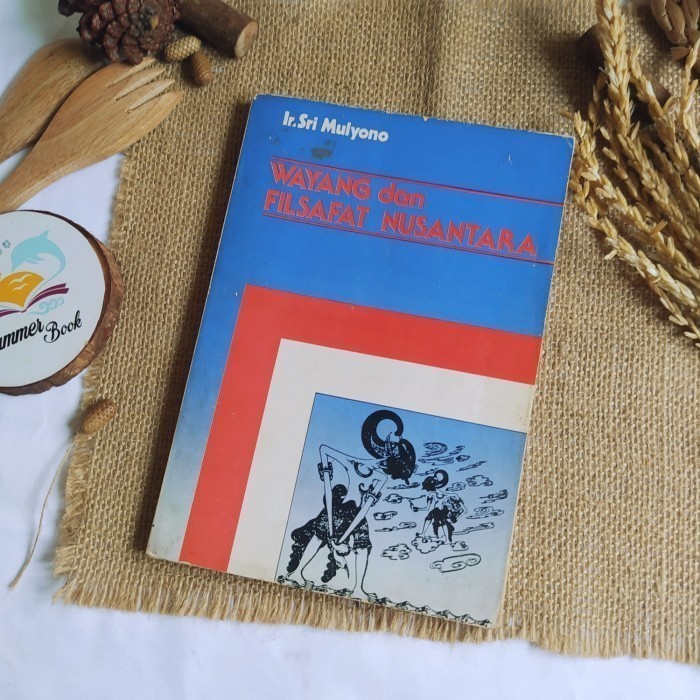 Ir.Sri Mulyono
WAYANG dan
FILSAFAT NUSANTARA
Book